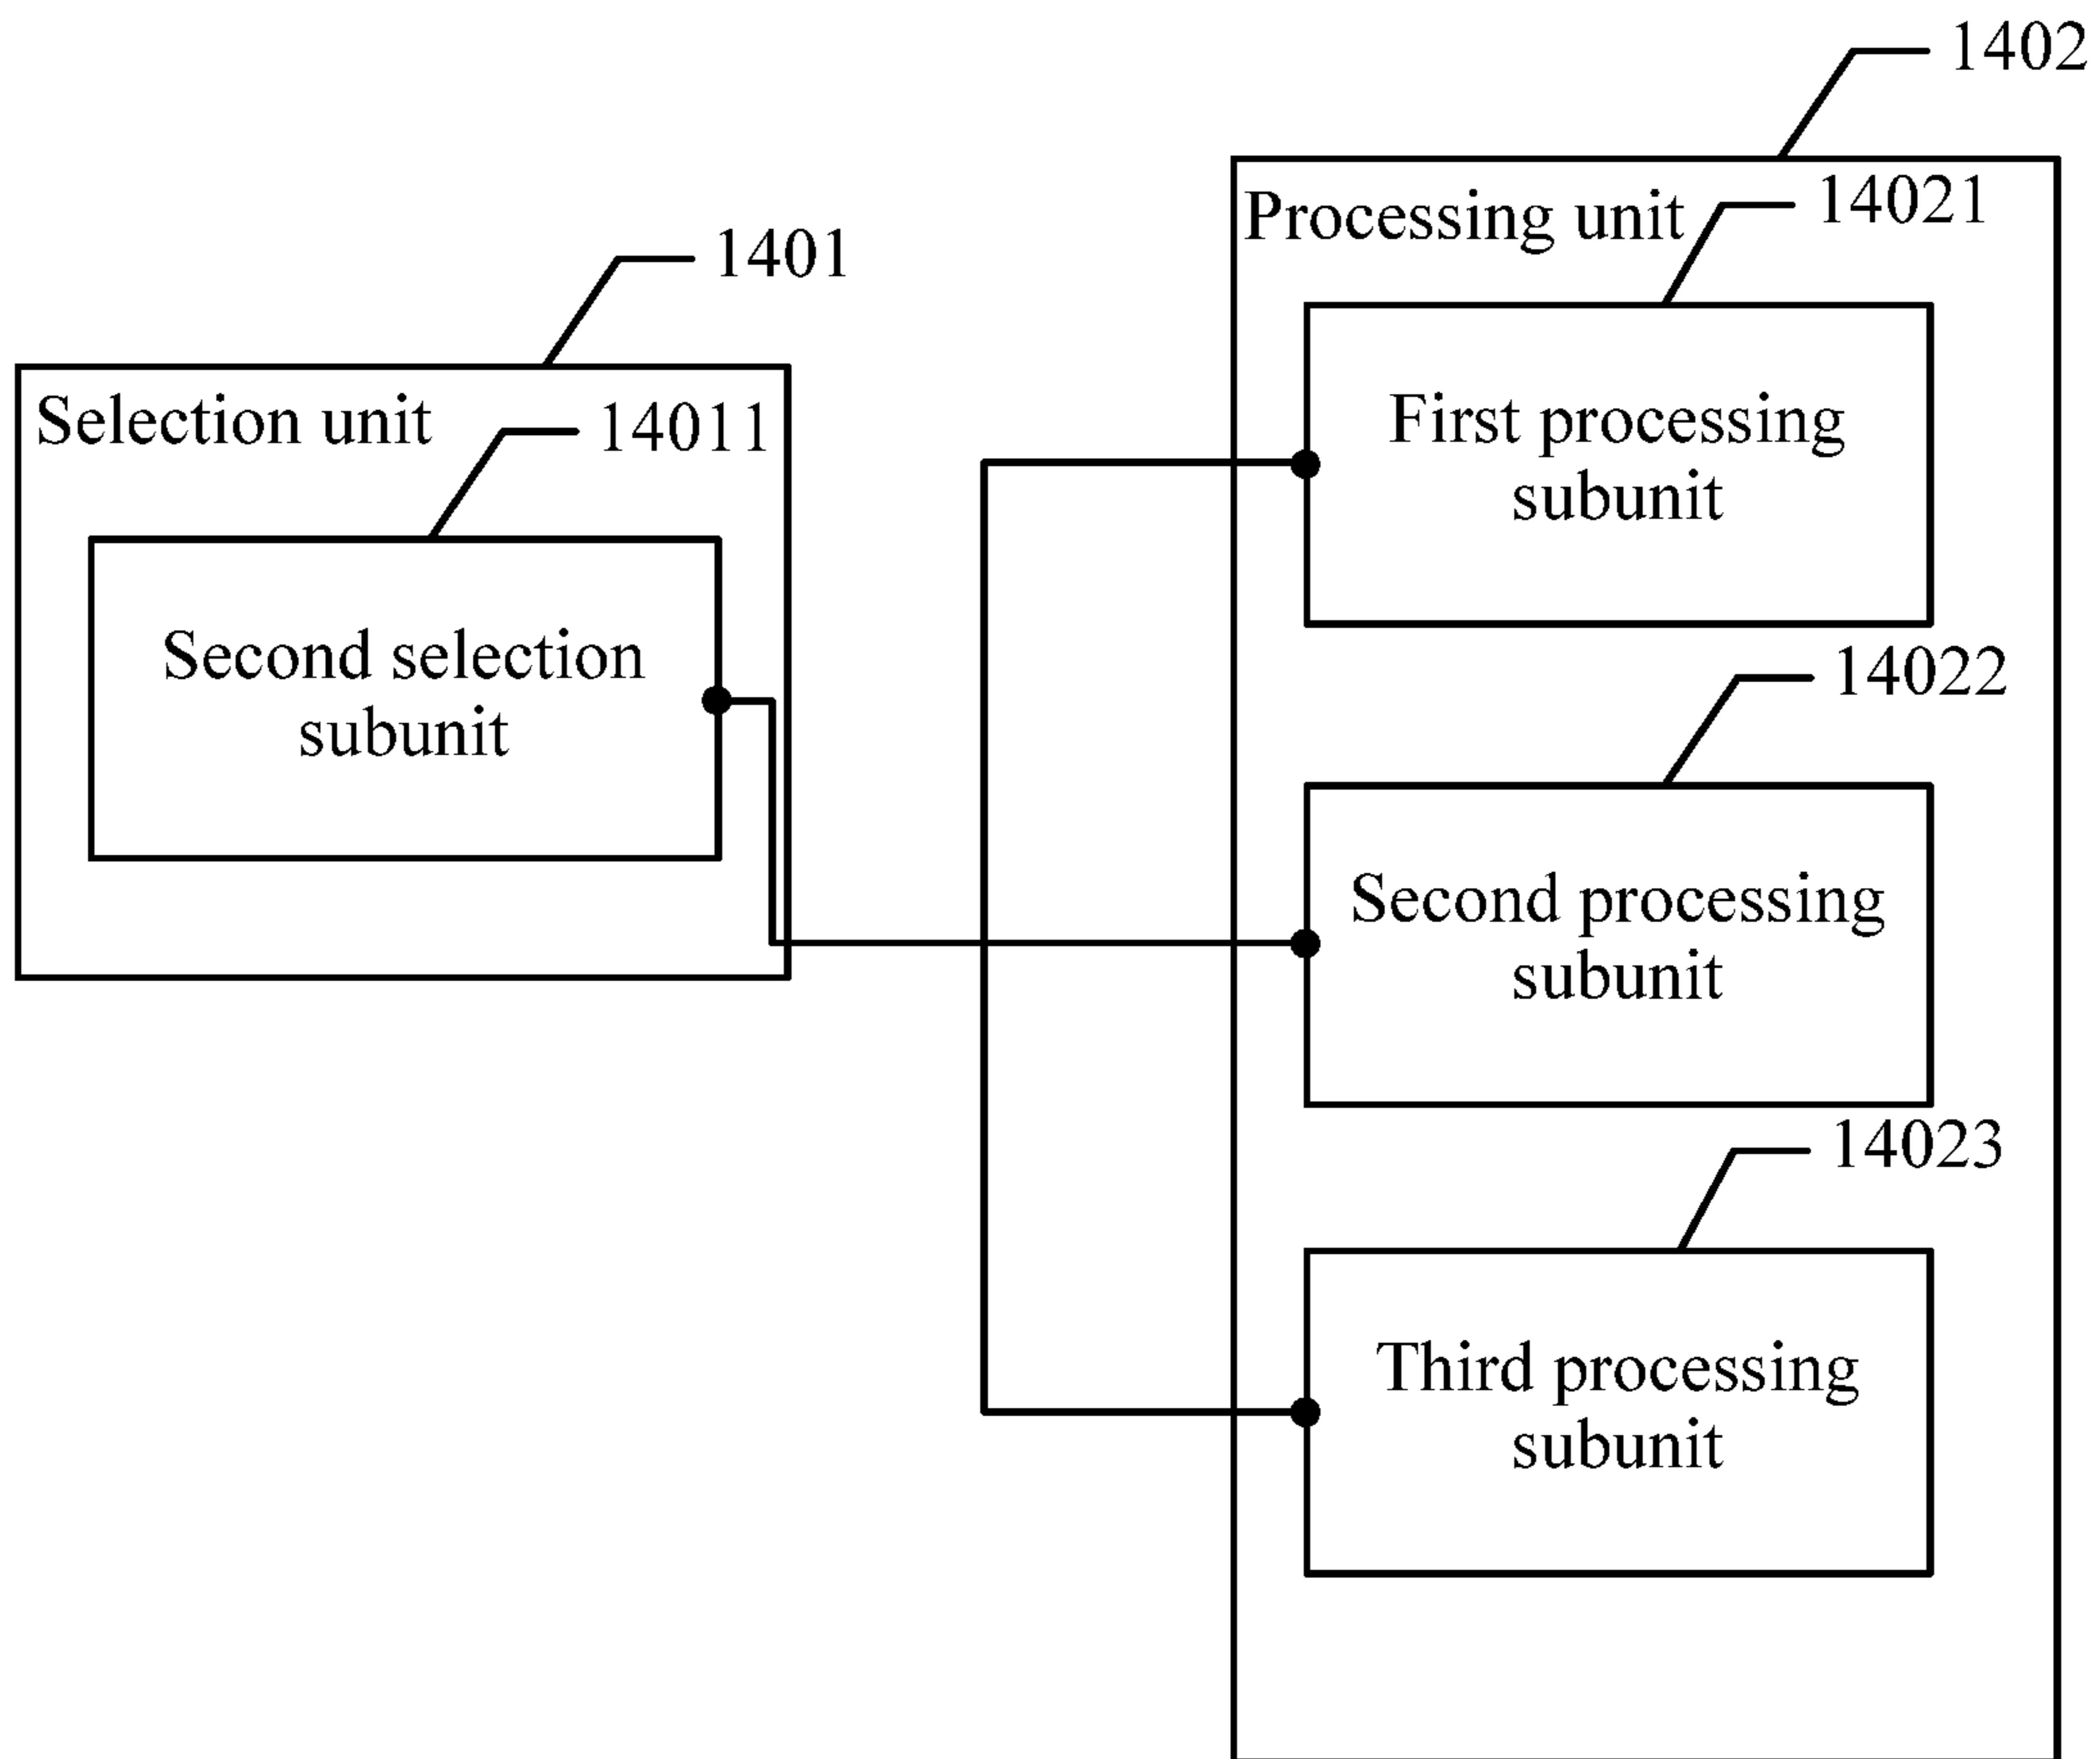 1402
Processing unit
14021
1401
Selection unit
14011
First processing
subunit
Second selection
subunit
14022
Second processing
subunit
14023
Third processing
subunit